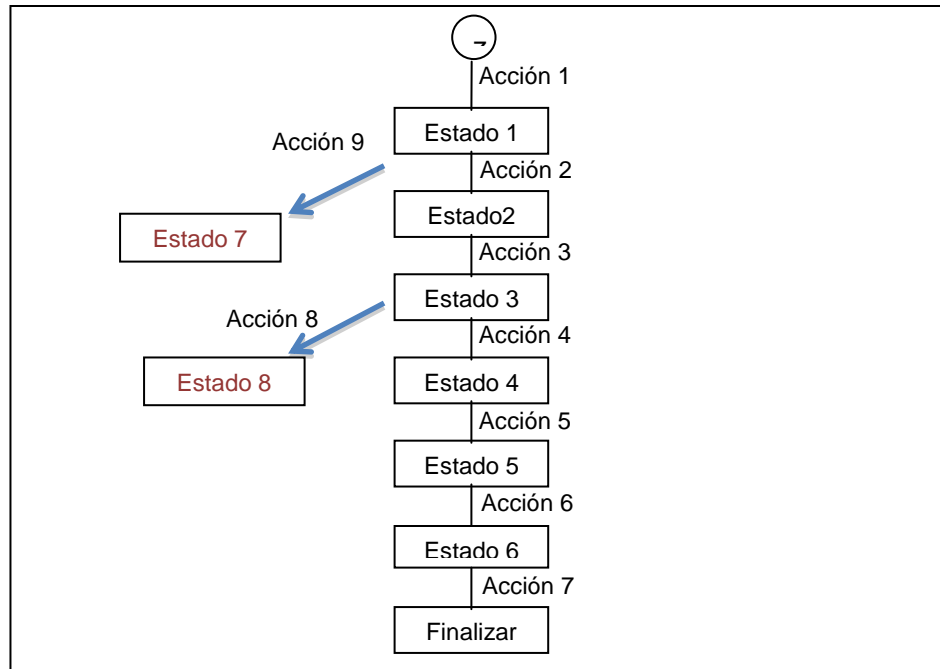 Acción 1
Estado 1
Acción 9
Acción 2
Estado2
Estado 7
Acción 3
Estado 3
Acción 8
Acción 4
Estado 8
Estado 4
Acción 5
Estado 5
Acción 6
Estado 6
Acción 7
Finalizar